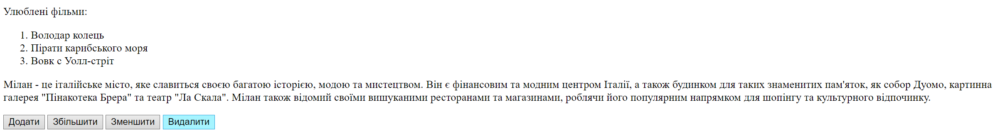 Улюблені фільми:
1. Володар колець
2. Пірати карибського моря
3. Вовк с Уолл-стріт
Мілан - це італійське місто, яке славиться своєю багатою історією, модою та мистецтвом. Він є фінансовим та модним центром Італії, а також будинком для таких знаменитих пам'яток, як собор Дуомо, картинна
галерея "Пінакотека Брера" та театр "Ла Скала". Мілан також відомий своїми вишуканими ресторанами та магазинами, роблячи його популярним напрямком для шопінгу та культурного відпочинку.
Додати Збільшити Зменшити Видалити